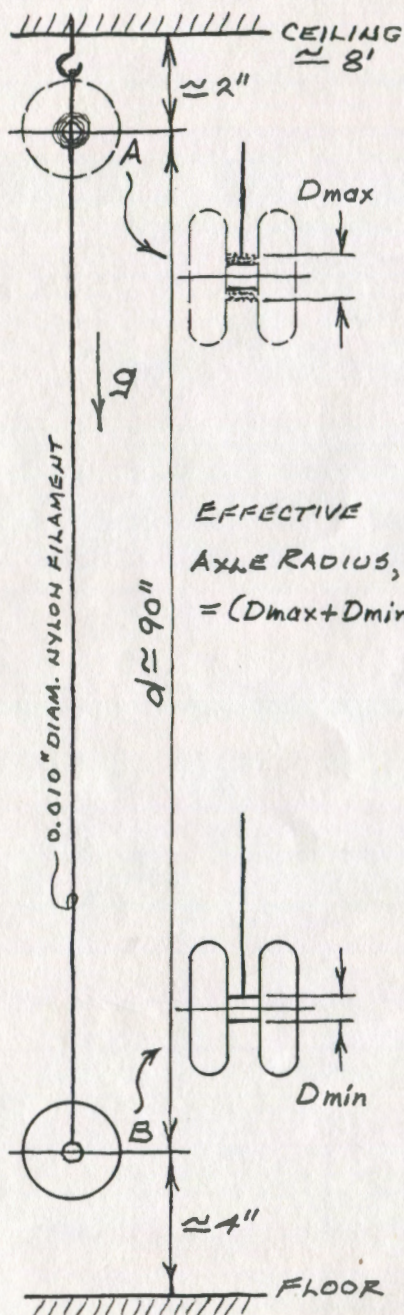 CEILING
≃ 8'
≃ 2"
A
Dmax
a
0.010" DIAM. NYLON FILAMENT
d ≃ 90"
EFFECTIVE
AXLE RADIUS,
= (Dmax+Dmin
Dmin
B
≃ 4"
FLOOR